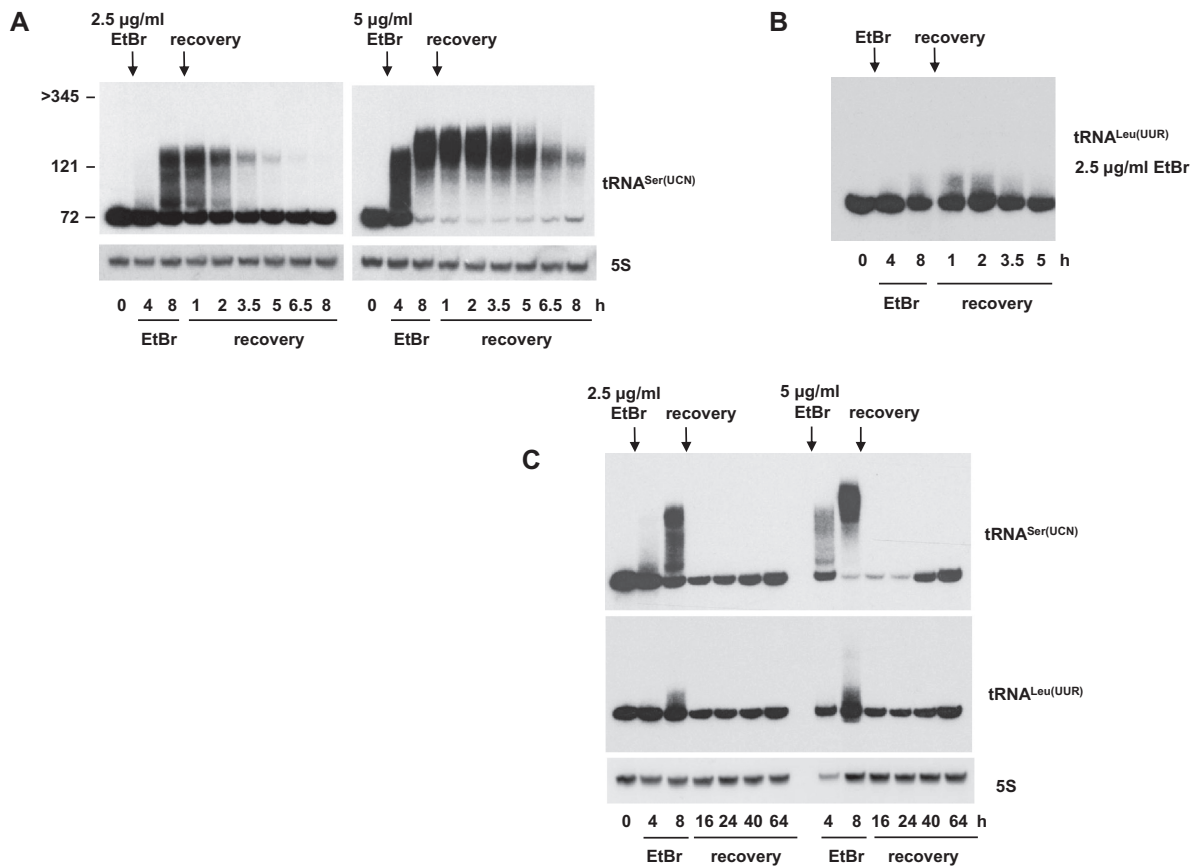 A
2.5 µg/ml
EtBr
recovery
5 µg/ml
EtBr
recovery
>345 –
121 –
72 –
tRNASer(UCN)
5S
0 4 8 1 2 3.5 5 6.5 8
0 4 8 1 2 3.5 5 6.5 8 h
EtBr
recovery
EtBr
recovery
B
EtBr
recovery
tRNALeu(UUR)
2.5 µg/ml EtBr
0 4 8 1 2 3.5 5 h
EtBr
recovery
C
2.5 µg/ml
EtBr
recovery
5 µg/ml
EtBr
recovery
tRNASer(UCN)
tRNALeu(UUR)
5S
0 4 8 16 24 40 64 4 8 16 24 40 64 h
EtBr
recovery
EtBr
recovery